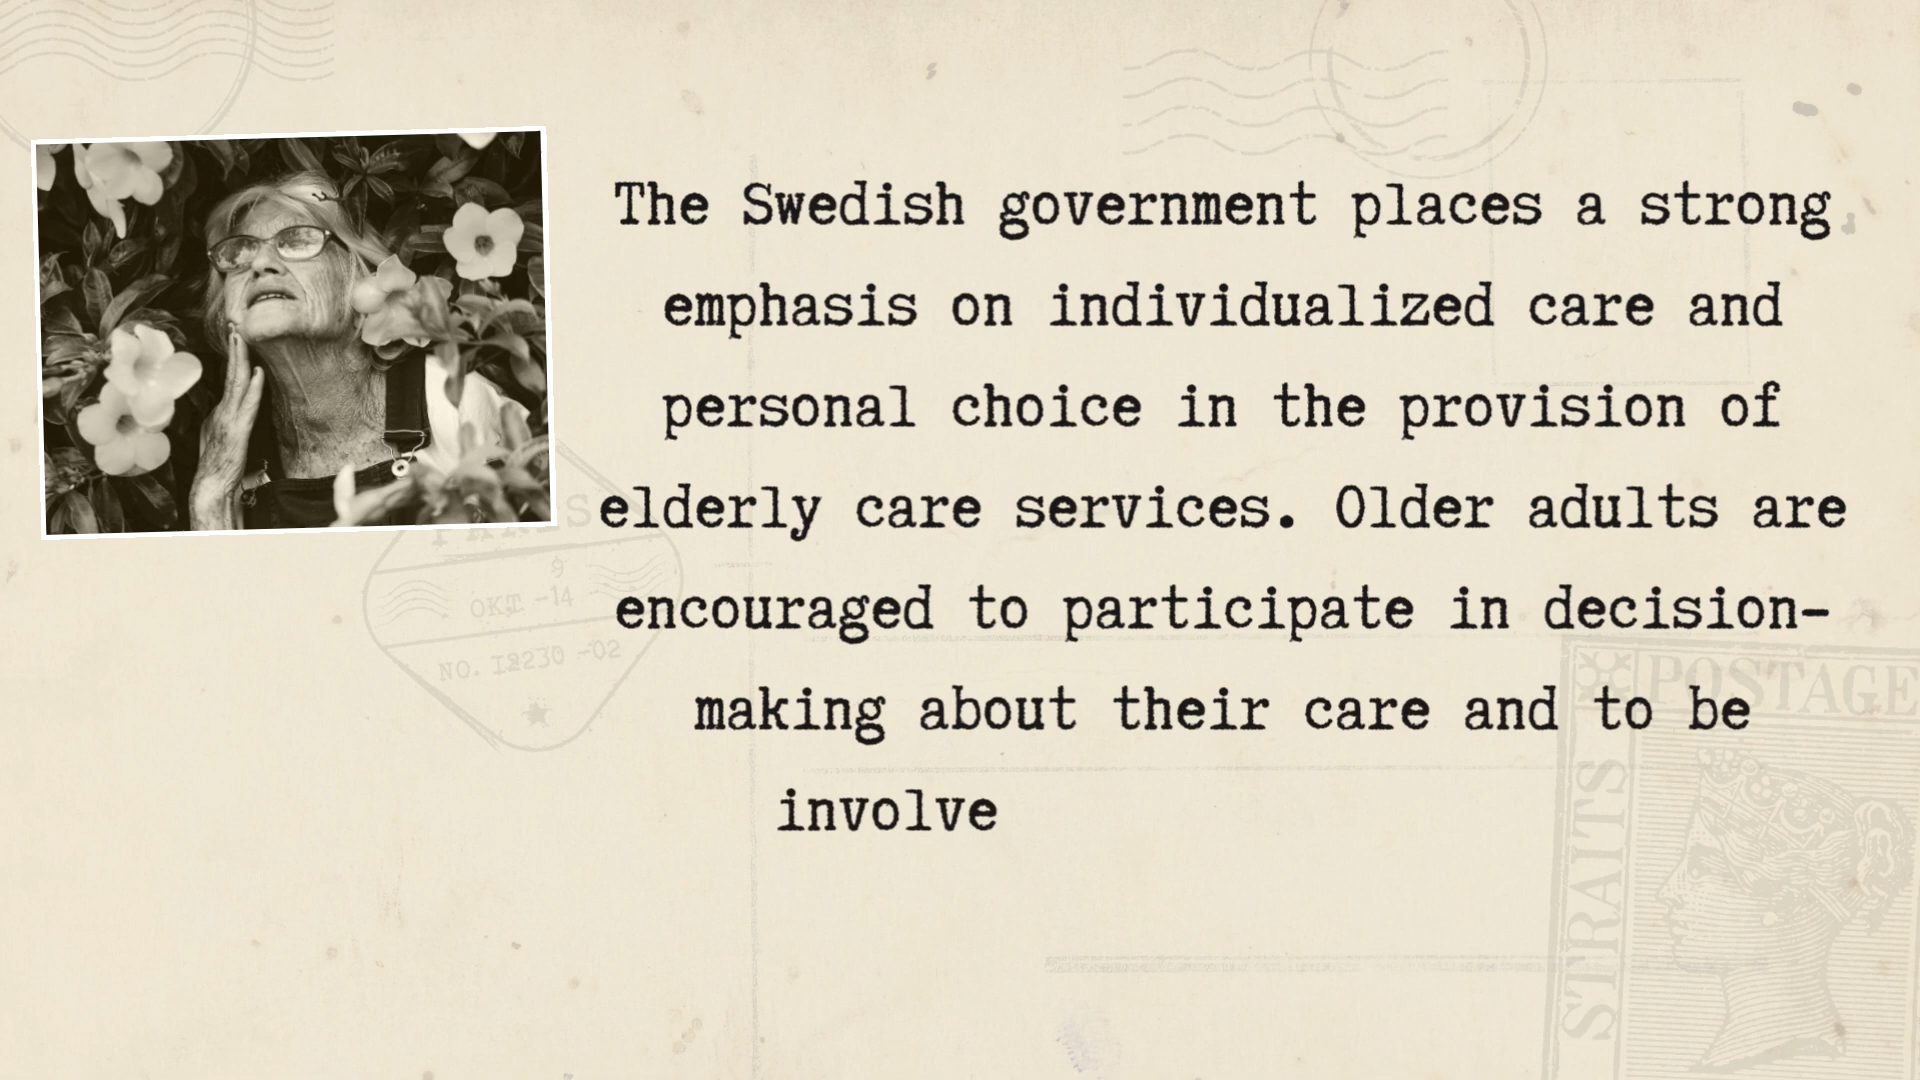 The Swedish government places a strong
emphasis on individualized care and
personal choice in the provision of
elderly care services. Older adults are
encouraged to participate in decision-
making about their care and to be
involve
OKT -14
NO. 12230 -02
POSTAGE
STRAITS